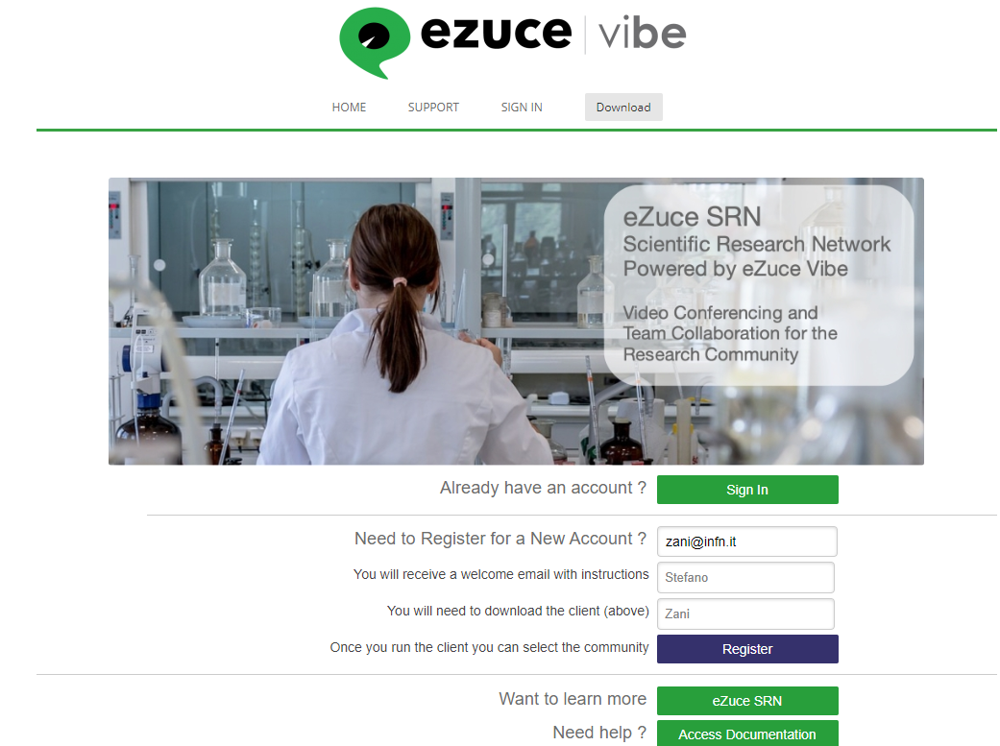 ezuce vibe
HOME SUPPORT SIGN IN Download
eZuce SRN
Scientific Research Network
Powered by eZuce Vibe
Video Conferencing and
Team Collaboration for the
Research Community
Already have an account ? Sign In
Need to Register for a New Account ? zani@infn.it
You will receive a welcome email with instructions Stefano
You will need to download the client (above) Zani
Once you run the client you can select the community Register
Want to learn more eZuce SRN
Need help ? Access Documentation